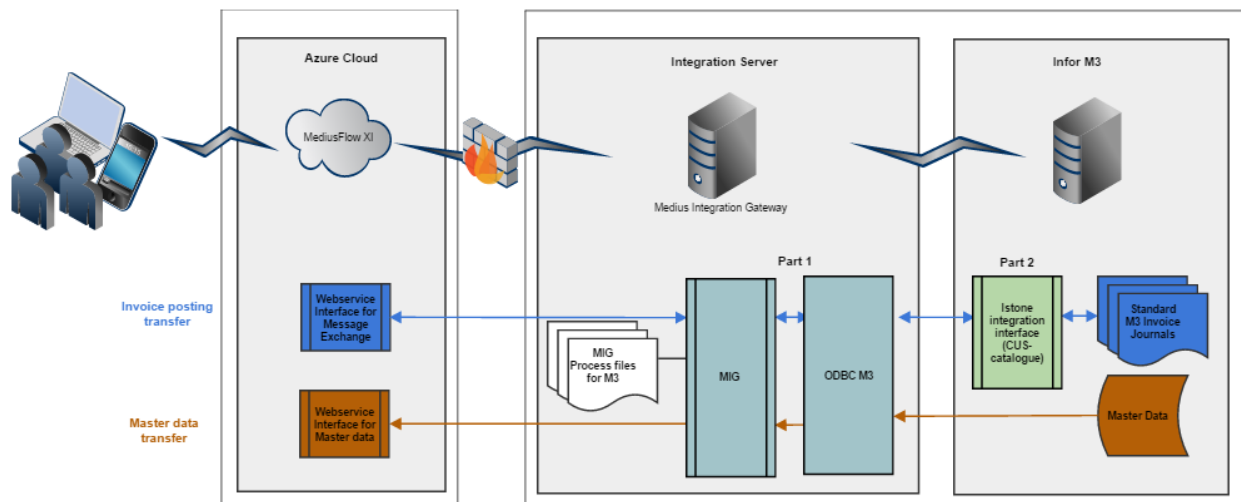 Azure Cloud
Integration Server
Infor M3
MediusFlow XI
Medius Integration Gateway
Part 1
Part 2
Invoice posting
transfer
Webservice
Interface for
Message
Exchange
MIG
Process files
for M3
MIG
ODBC M3
Istone
integration
interface
(CUS-
catalogue)
Standard
M3 Invoice
Journals
Master data
transfer
Webservice
Interface for
Master data
Master Data